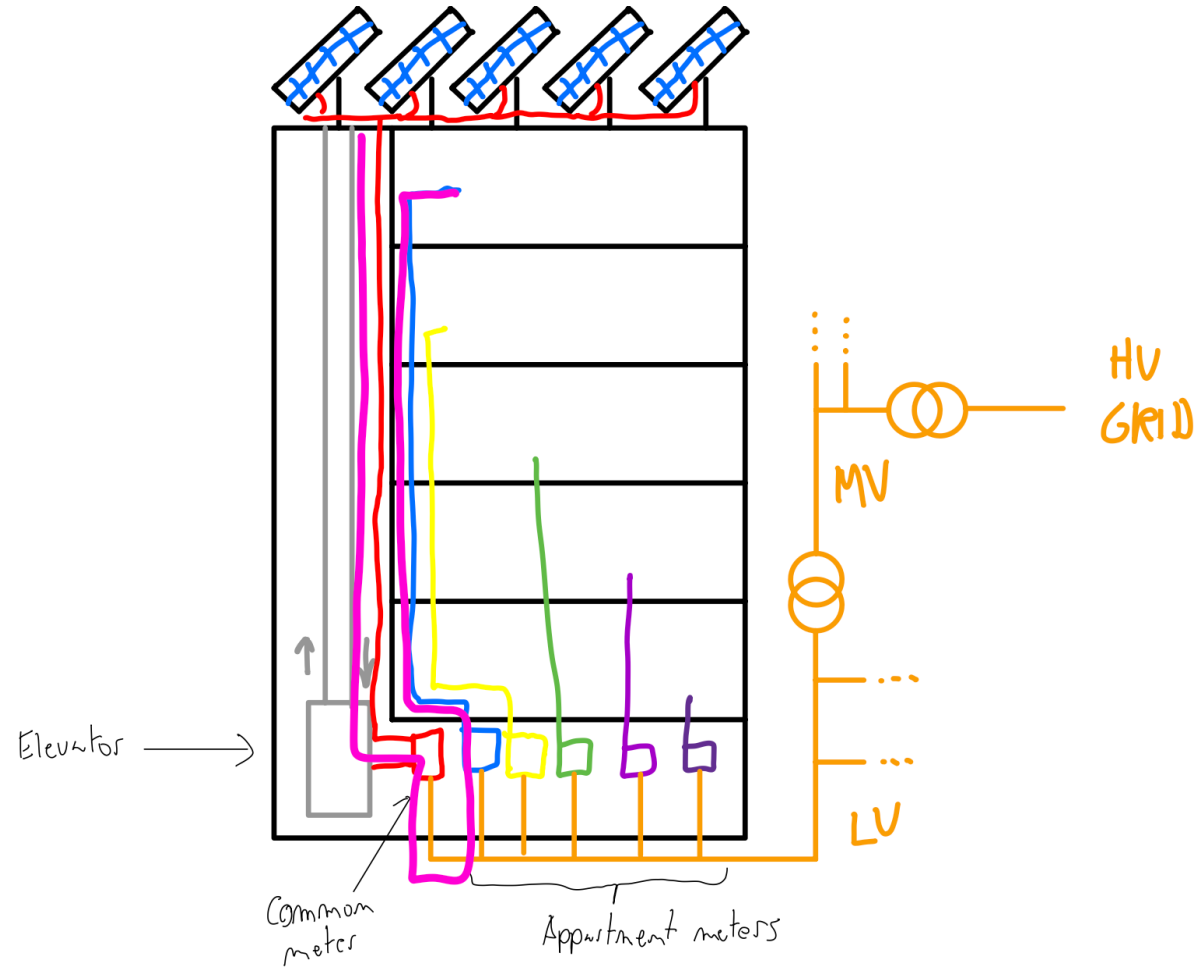 HV
GRID
MV
Elevator
LV
Common
meter
Appartment meters